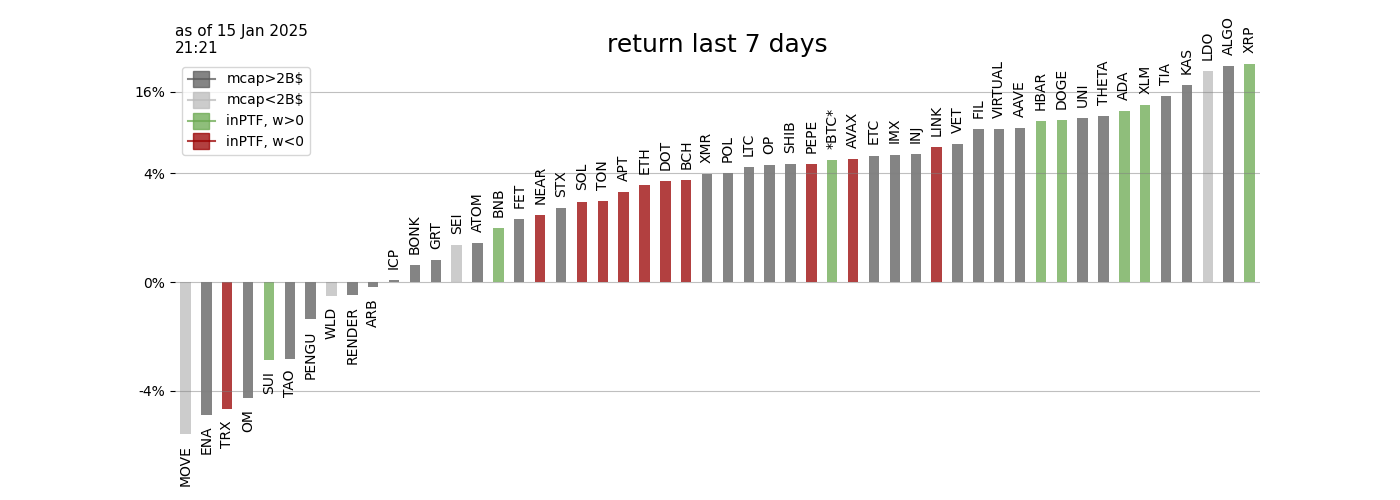 as of 15 Jan 2025
21:21
return last 7 days
mcap>2B$
mcap<2B$
inPTF, w>0
inPTF, w<0
16%
4%
0%
-4%
MOVE
ENA
TRX
OM
SUI
TAO
PENGU
WLD
RENDER
ARB
ICP
BONK
GRT
SEI
ATOM
BNB
FET
NEAR
STX
SOL
TON
APT
ETH
DOT
BCH
XMR
POL
LTC
OP
SHIB
PEPE
*BTC*
AVAX
ETC
IMX
INJ
LINK
VET
FIL
VIRTUAL
AAVE
HBAR
DOGE
UNI
THETA
ADA
XLM
TIA
KAS
LDO
ALGO
XRP